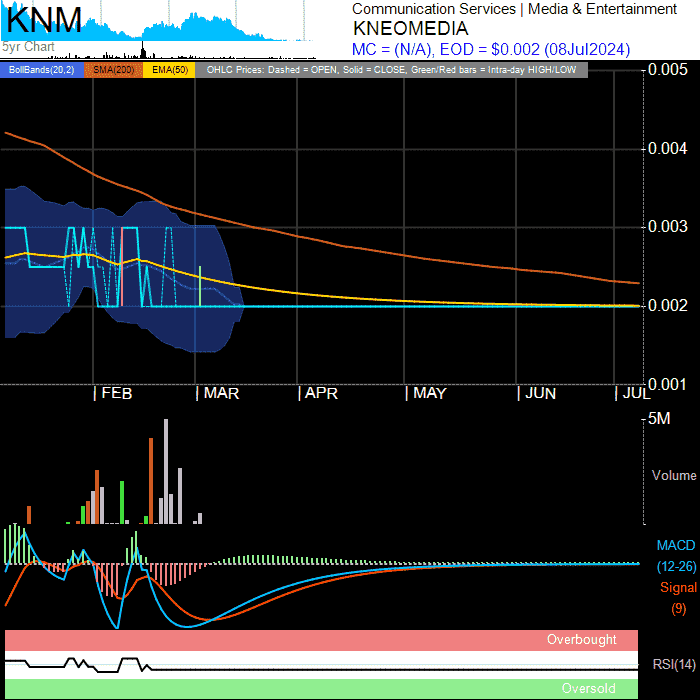 KNM
5yr Chart
Communication Services | Media & Entertainment
KNEOMEDIA
MC = (N/A), EOD = $0.002 (08Jul2024)
BollBands(20,2) SMA(200) EMA(50) OHLC Prices: Dashed = OPEN, Solid = CLOSE, Green/Red bars = Intra-day HIGH/LOW
0.005
0.004
0.003
0.002
0.001
| FEB | MAR | APR | MAY | JUN | JUL
5M
Volume
MACD
(12-26)
Signal
(9)
Overbought
RSI(14)
Oversold